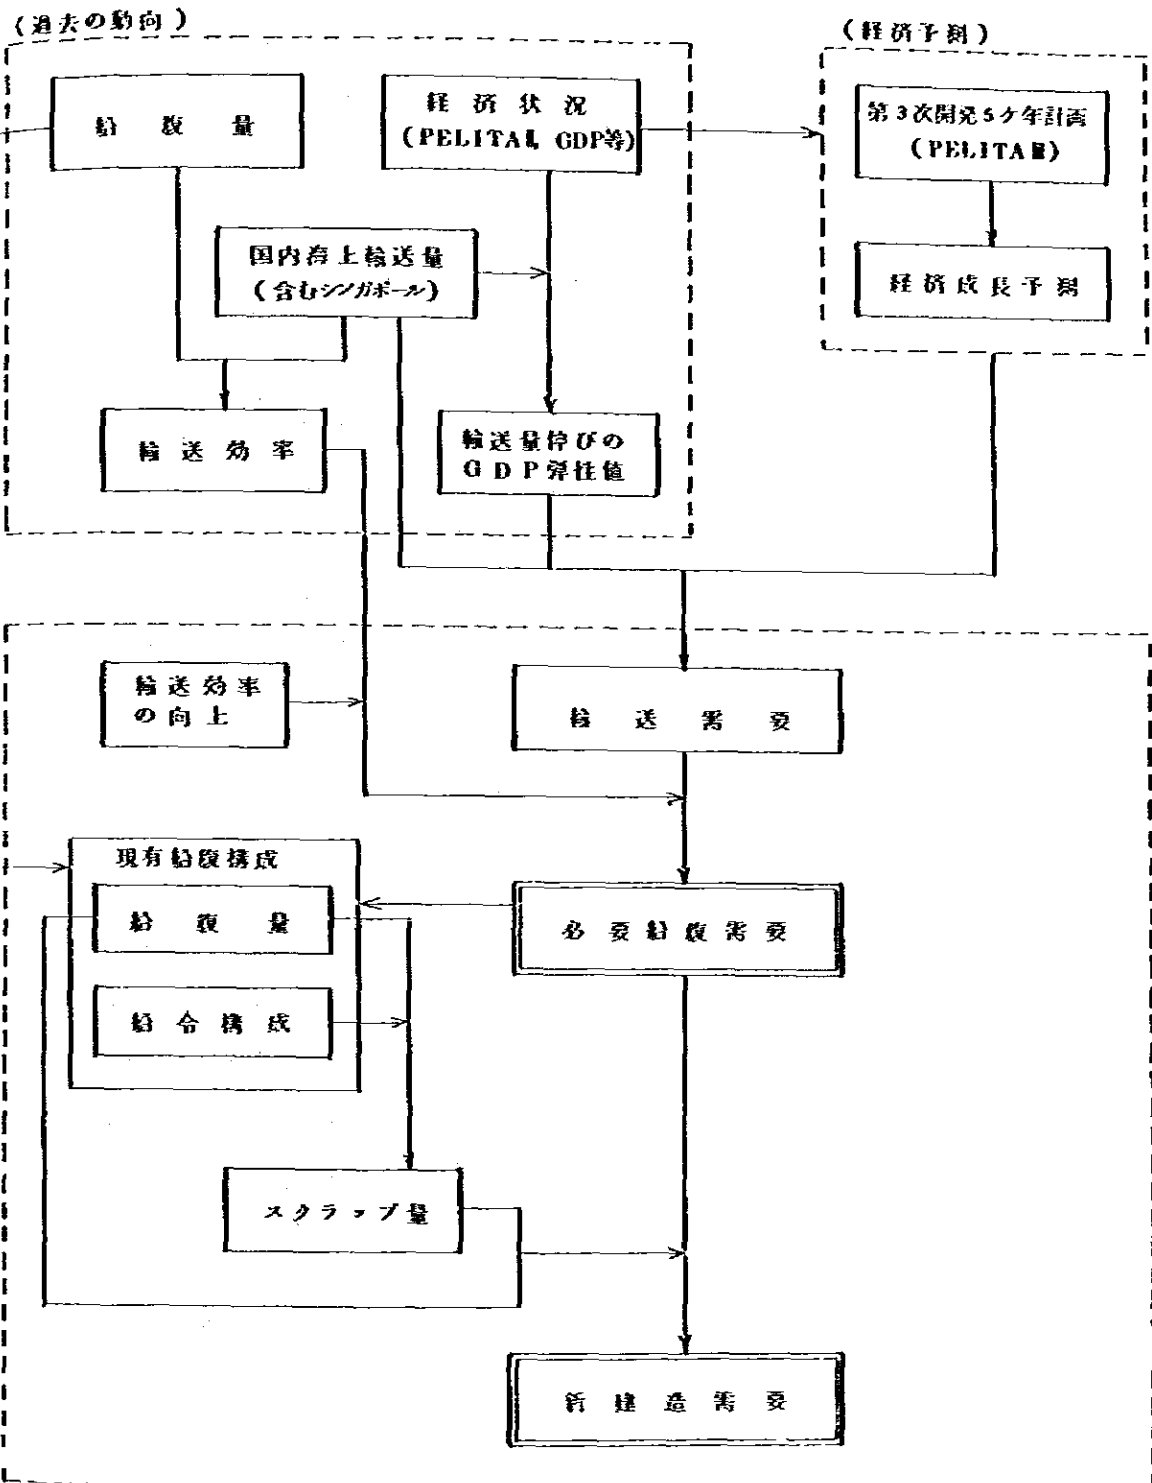 (過去の動向)
(経済予測)
船腹量
経済状況
(PELITAⅡ, GDP等)
第3次開発5ケ年計画
(PELITAⅢ)
国内海上輸送量
(含むシンガポール)
経済成長予測
輸送効率
輸送量伸びの
GDP弾性値
輸送効率
の向上
輸送需要
現有船腹構成
船腹量
必要船腹需要
船令構成
スクラップ量
新建造需要